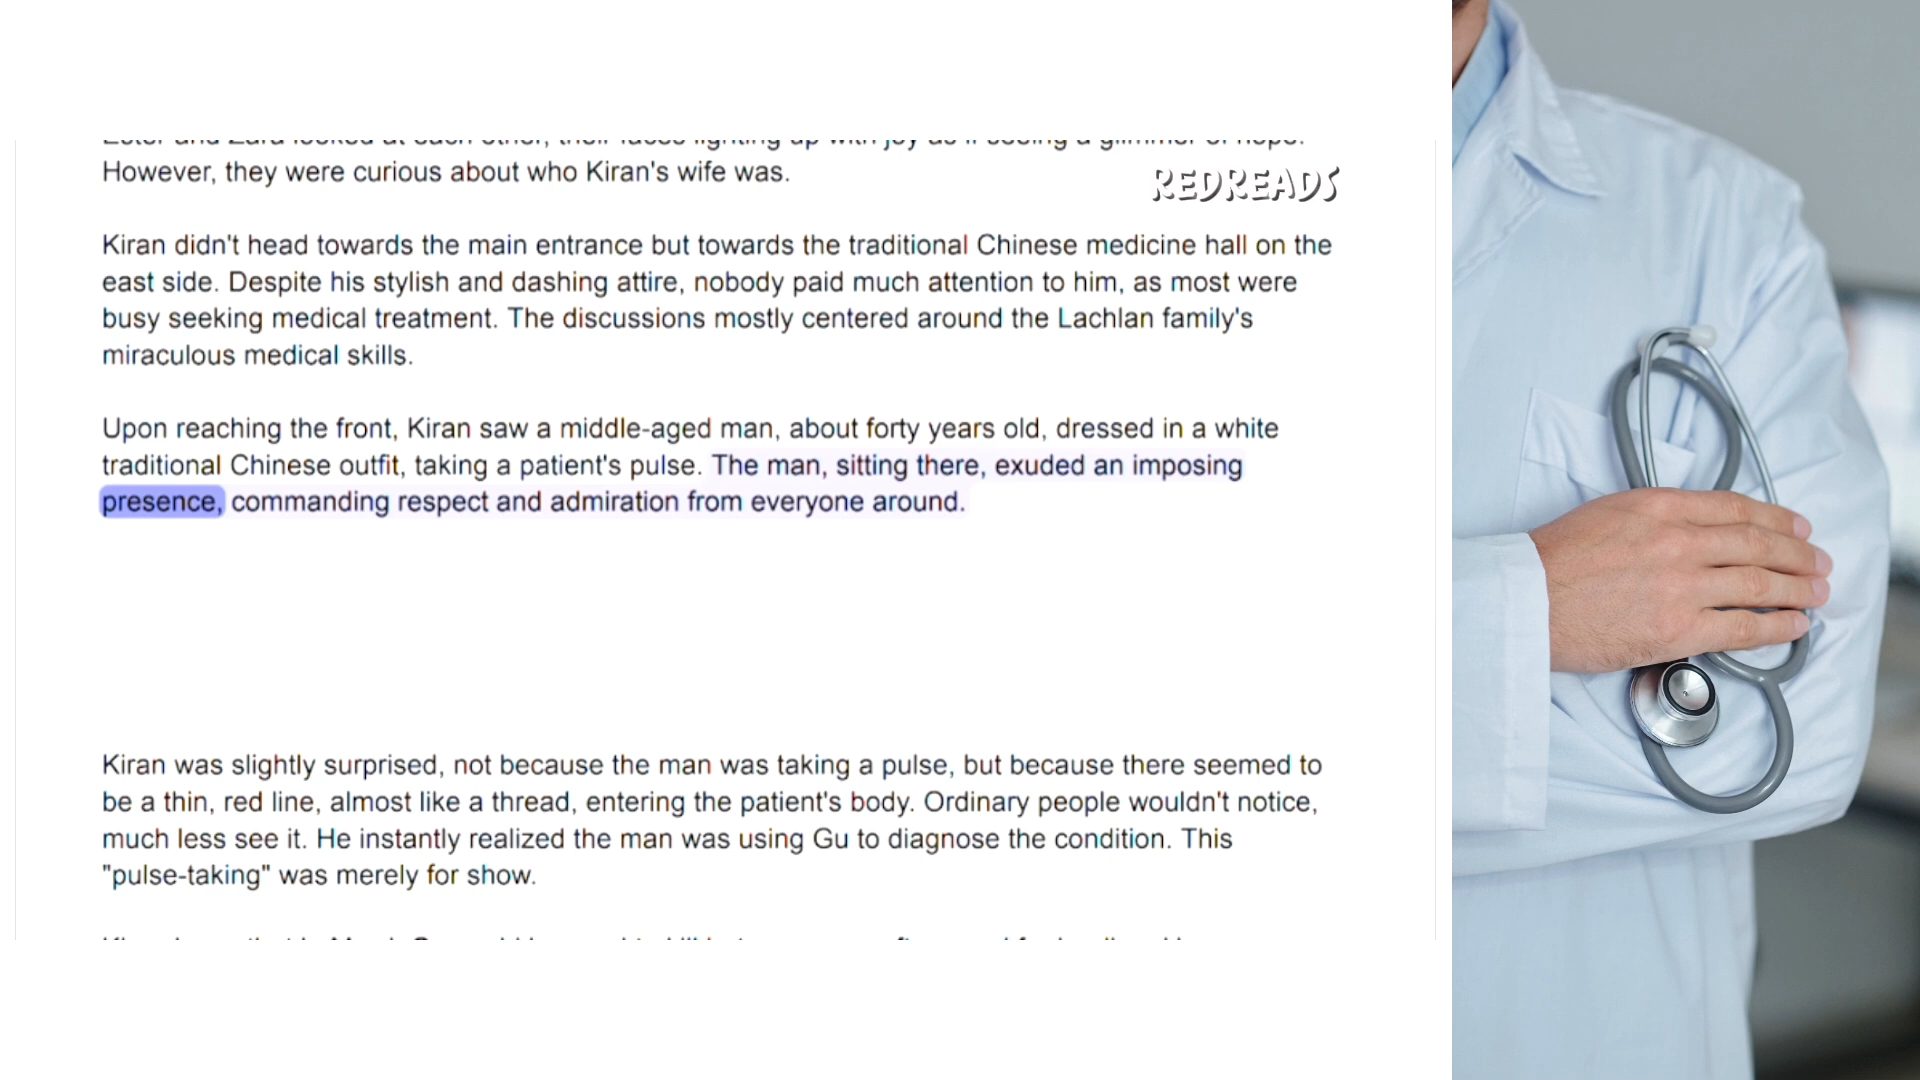 However, they were curious about who Kiran's wife was.
REDREADS
Kiran didn't head towards the main entrance but towards the traditional Chinese medicine hall on the
east side. Despite his stylish and dashing attire, nobody paid much attention to him, as most were
busy seeking medical treatment. The discussions mostly centered around the Lachlan family's
miraculous medical skills.
Upon reaching the front, Kiran saw a middle-aged man, about forty years old, dressed in a white
traditional Chinese outfit, taking a patient's pulse. The man, sitting there, exuded an imposing
presence, commanding respect and admiration from everyone around.
Kiran was slightly surprised, not because the man was taking a pulse, but because there seemed to
be a thin, red line, almost like a thread, entering the patient's body. Ordinary people wouldn't notice,
much less see it. He instantly realized the man was using Gu to diagnose the condition. This
"pulse-taking" was merely for show.